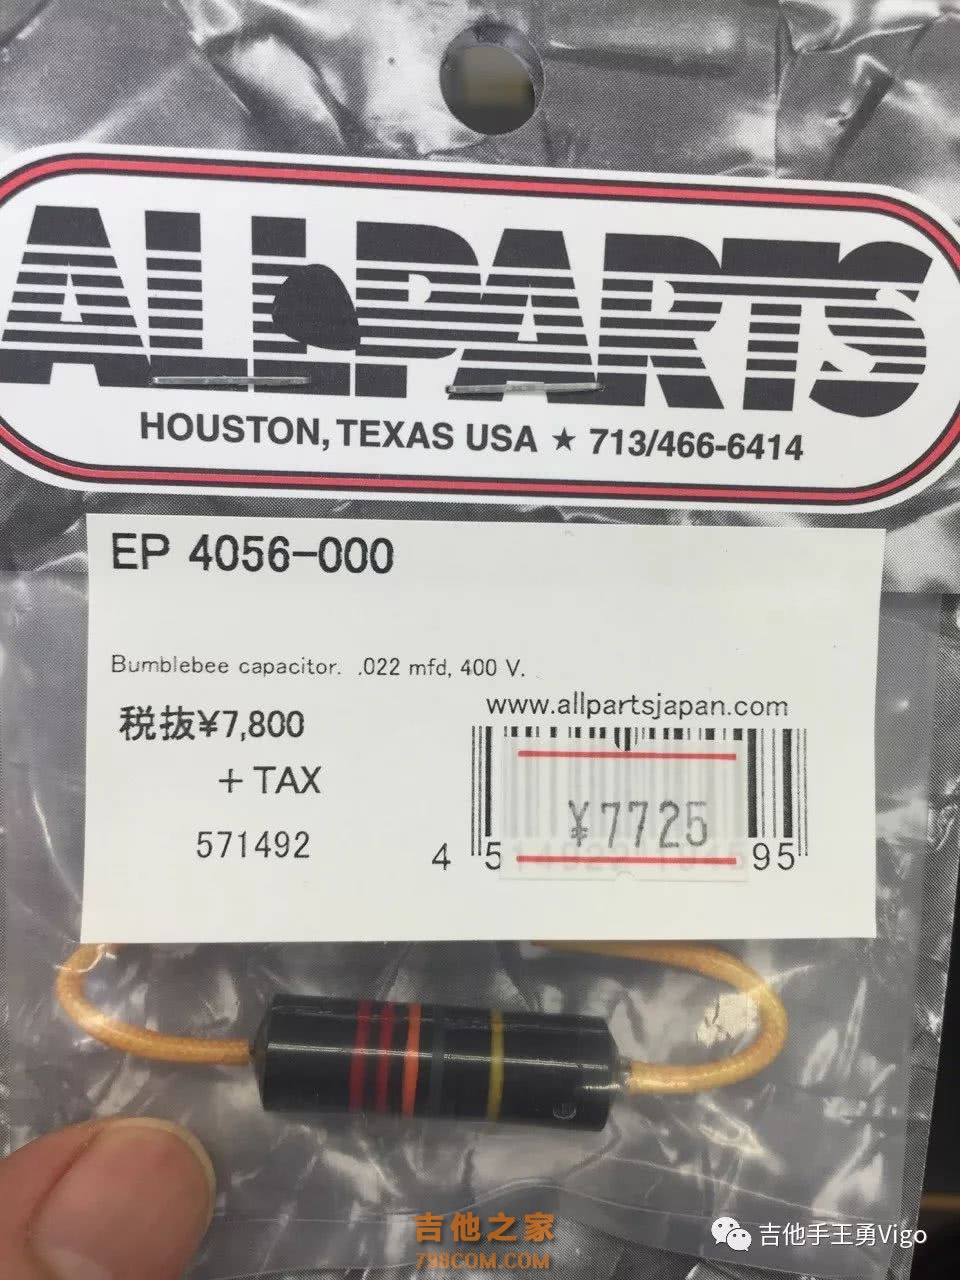 ALLPARTS
HOUSTON, TEXAS USA ★ 713/466-6414
EP 4056-000
Bumblebee capacitor. .022 mfd, 400 V.
税抜¥7,800
www.allpartsjapan.com
+ TAX
¥7725
571492
4 5
95
吉他之家
798COM.COM
吉他手王勇Vigo